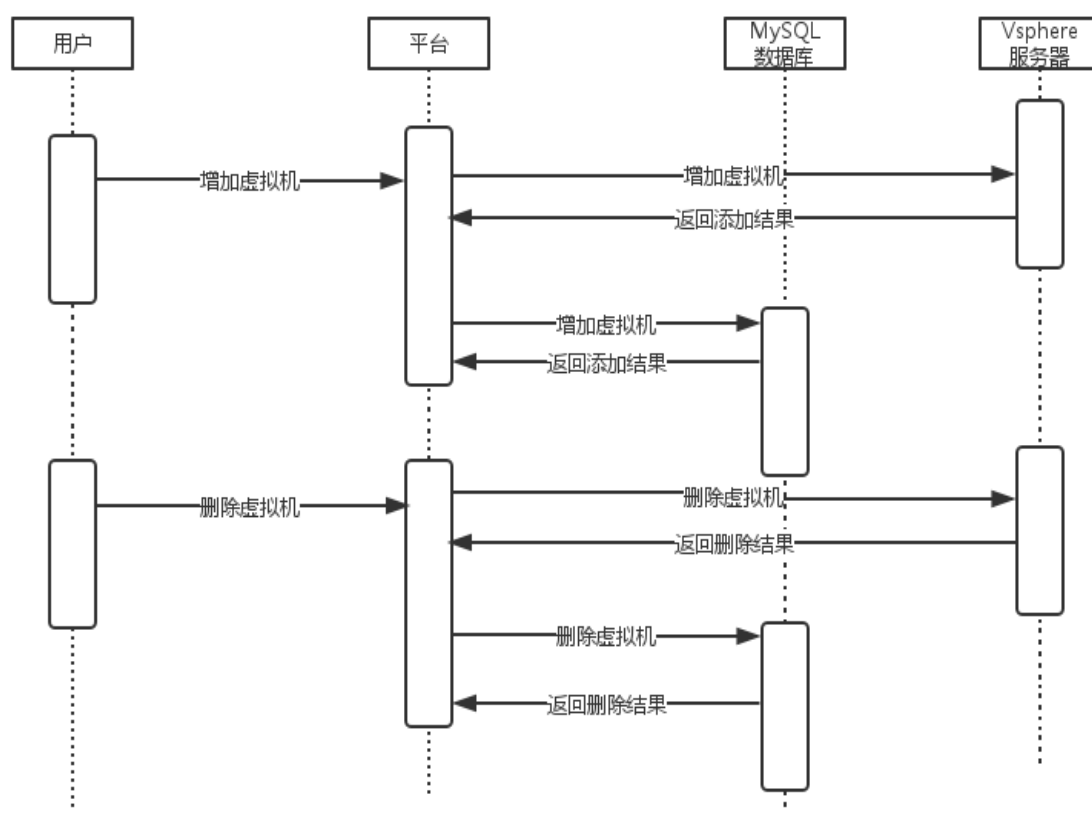 用户
平台
MySQL
数据库
Vsphere
服务器
增加虚拟机
增加虚拟机
返回添加结果
增加虚拟机
返回添加结果
删除虚拟机
删除虚拟机
返回删除结果
删除虚拟机
返回删除结果